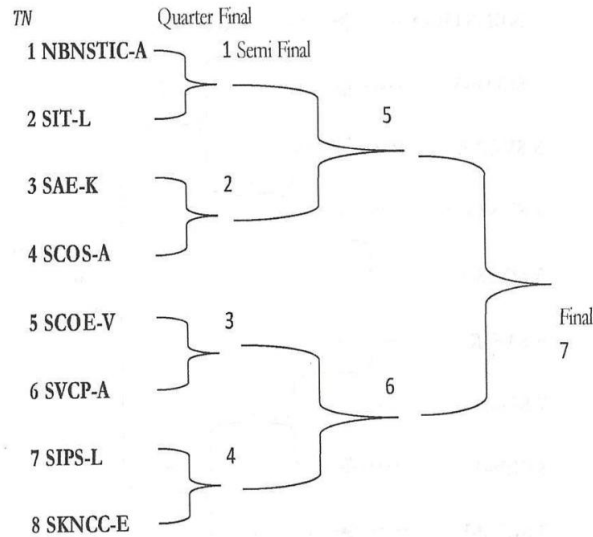 TN Quarter Final
1 NBNSTIC-A 1 Semi Final
2 SIT-L 5
3 SAE-K 2
4 SCOS-A
5 SCOE-V 3
Final
7
6 SVCP-A 6
7 SIPS-L 4
8 SKNCC-E